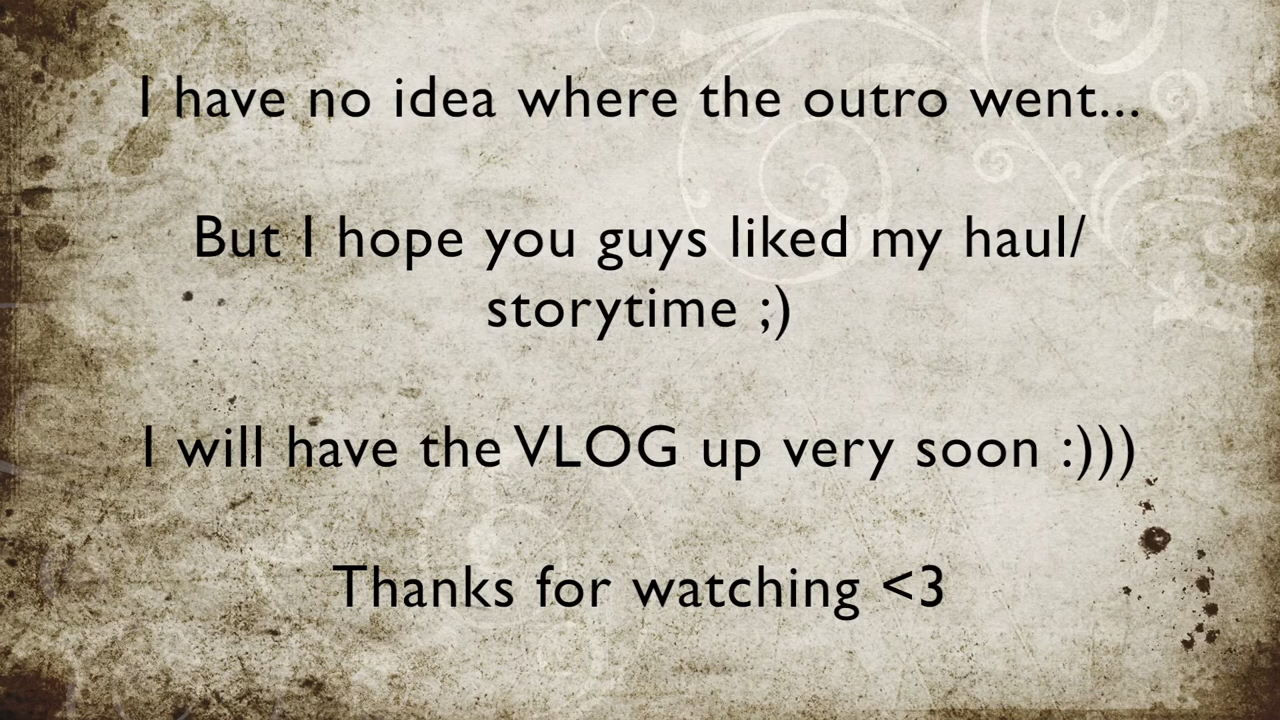 I have no idea where the outro went...
But I hope you guys liked my haul/
storytime ;)
I will have the VLOG up very soon :)))
Thanks for watching <3